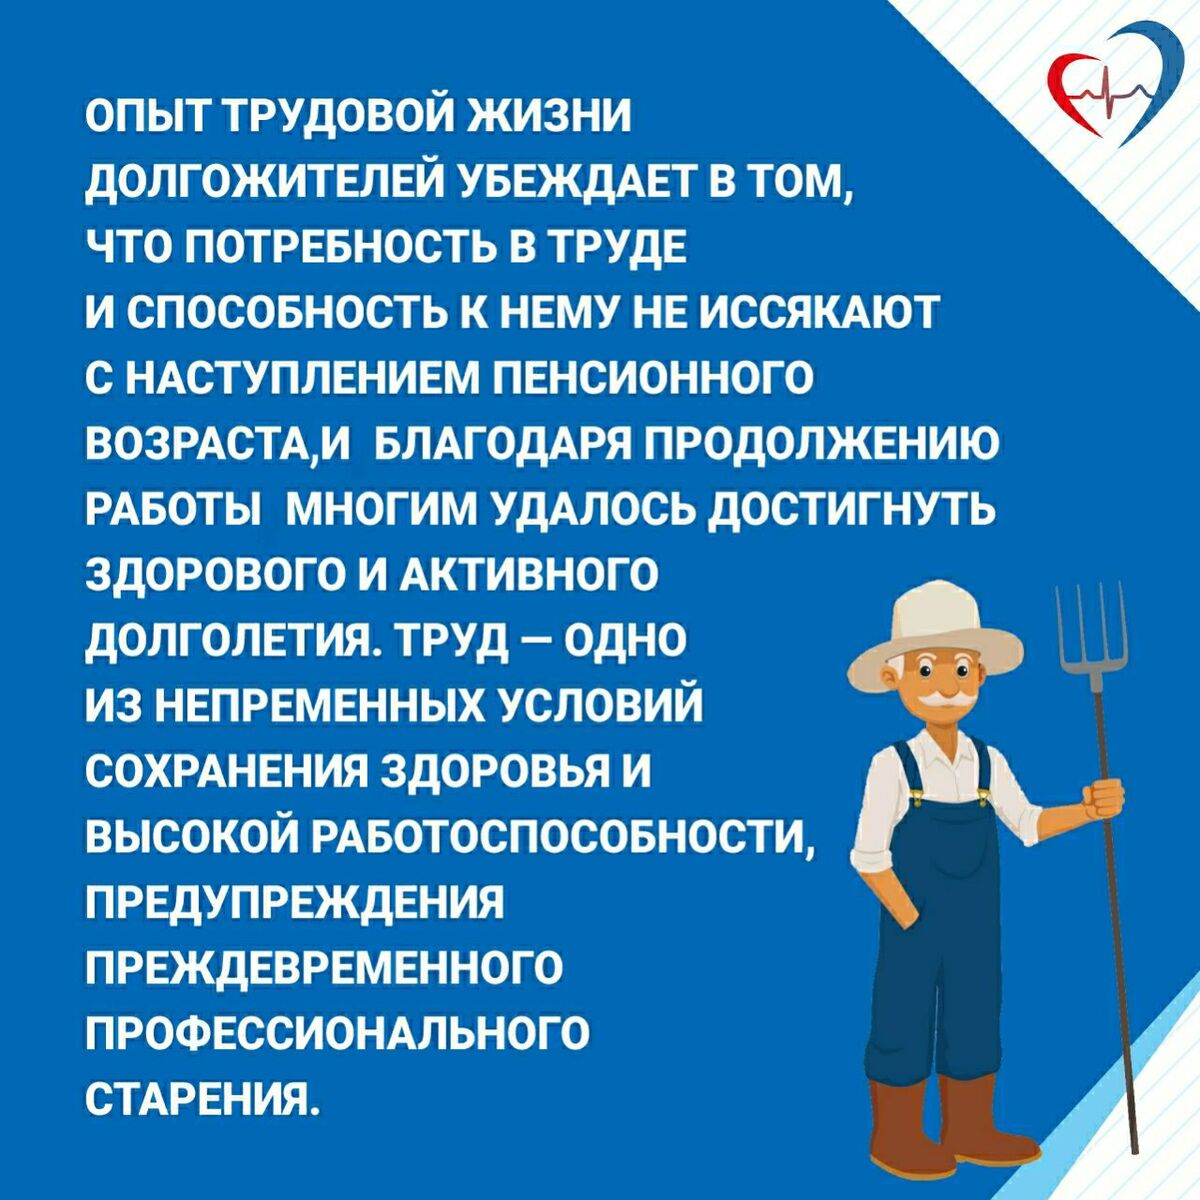 ОПЫТ ТРУДОВОЙ ЖИЗНИ
ДОЛГОЖИТЕЛЕЙ УБЕЖДАЕТ В ТОМ,
ЧТО ПОТРЕБНОСТЬ В ТРУДЕ
И СПОСОБНОСТЬ К НЕМУ НЕ ИССЯКАЮТ
С НАСТУПЛЕНИЕМ ПЕНСИОННОГО
ВОЗРАСТА,И  БЛАГОДАРЯ ПРОДОЛЖЕНИЮ
РАБОТЫ  МНОГИМ УДАЛОСЬ ДОСТИГНУТЬ
ЗДОРОВОГО И АКТИВНОГО
ДОЛГОЛЕТИЯ. ТРУД — ОДНО
ИЗ НЕПРЕМЕННЫХ УСЛОВИЙ
СОХРАНЕНИЯ ЗДОРОВЬЯ И
ВЫСОКОЙ РАБОТОСПОСОБНОСТИ,
ПРЕДУПРЕЖДЕНИЯ
ПРЕЖДЕВРЕМЕННОГО
ПРОФЕССИОНАЛЬНОГО
СТАРЕНИЯ.